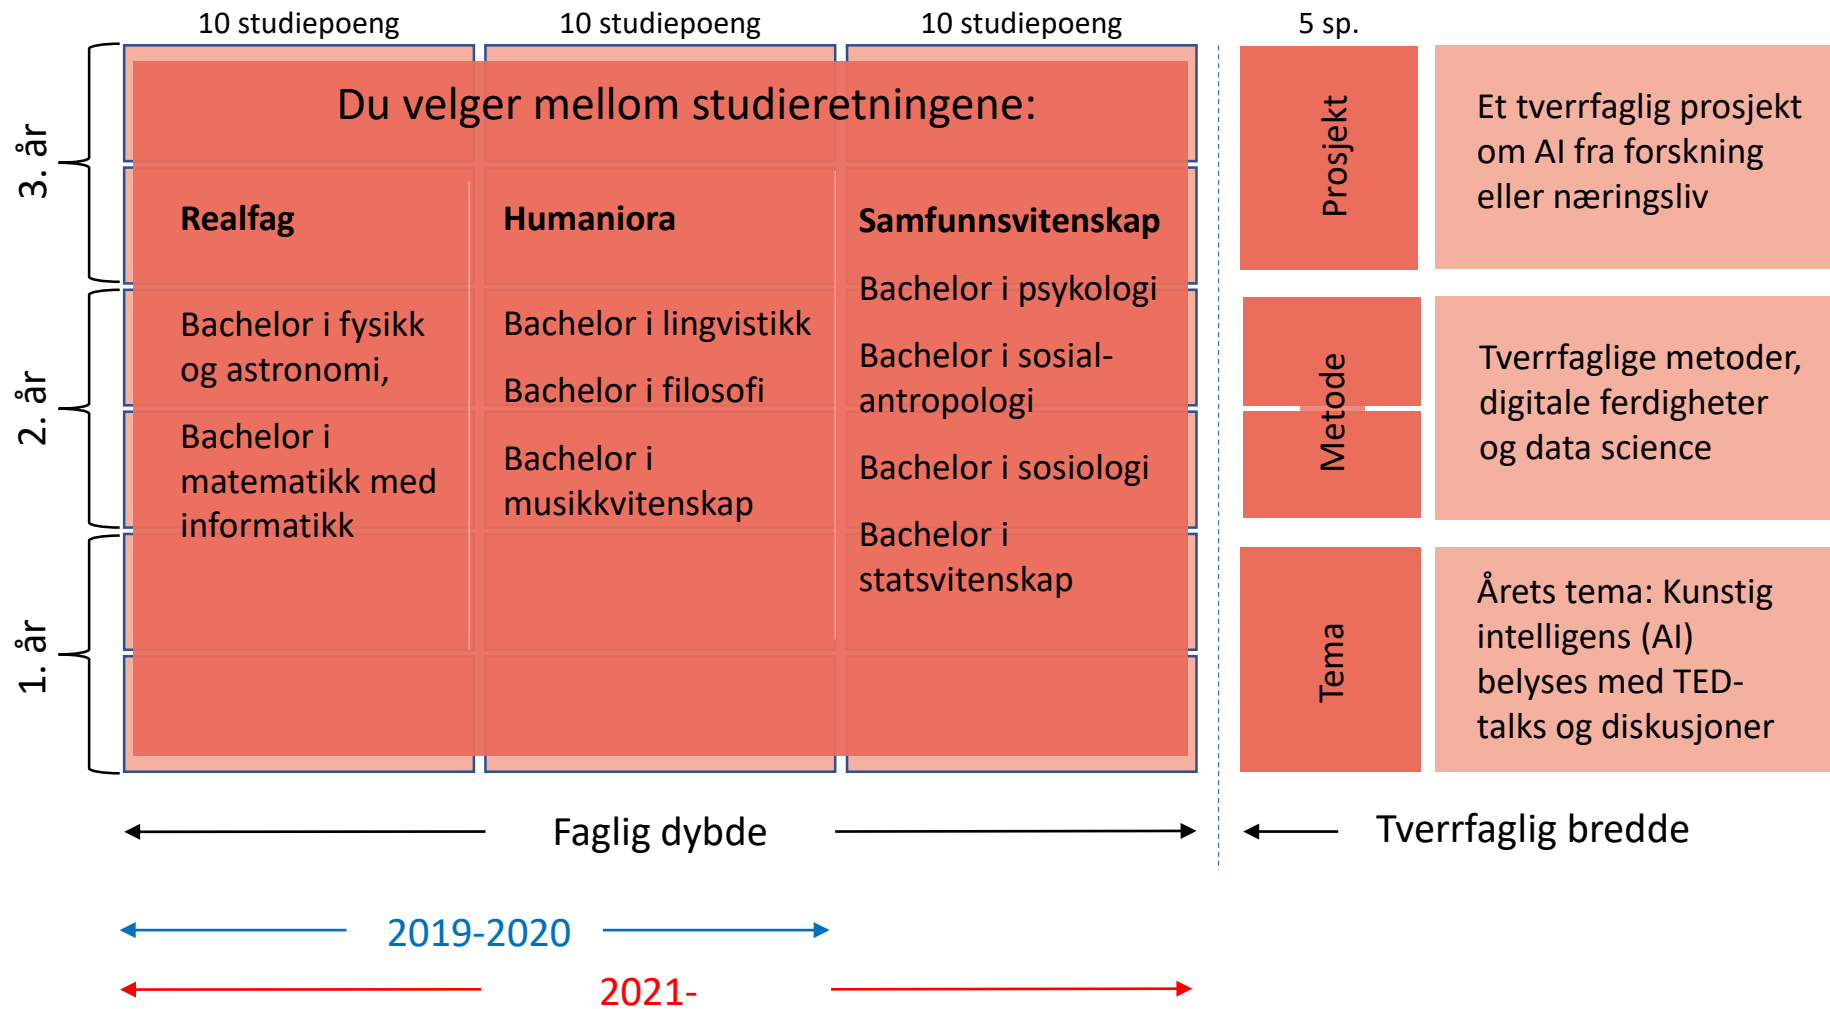 10 studiepoeng
10 studiepoeng
10 studiepoeng
5 sp.
Du velger mellom studieretningene:
3. år
2. år
1. år
Realfag
Bachelor i fysikk
og astronomi,
Bachelor i
matematikk med
informatikk
Humaniora
Bachelor i lingvistikk
Bachelor i filosofi
Bachelor i
musikkvitenskap
Samfunnsvitenskap
Bachelor i psykologi
Bachelor i sosial-
antropologi
Bachelor i sosiologi
Bachelor i
statsvitenskap
Prosjekt
Et tverrfaglig prosjekt
om AI fra forskning
eller næringsliv
Metode
Tverrfaglige metoder,
digitale ferdigheter
og data science
Tema
Årets tema: Kunstig
intelligens (AI)
belyses med TED-
talks og diskusjoner
Faglig dybde
Tverrfaglig bredde
2019-2020
2021-